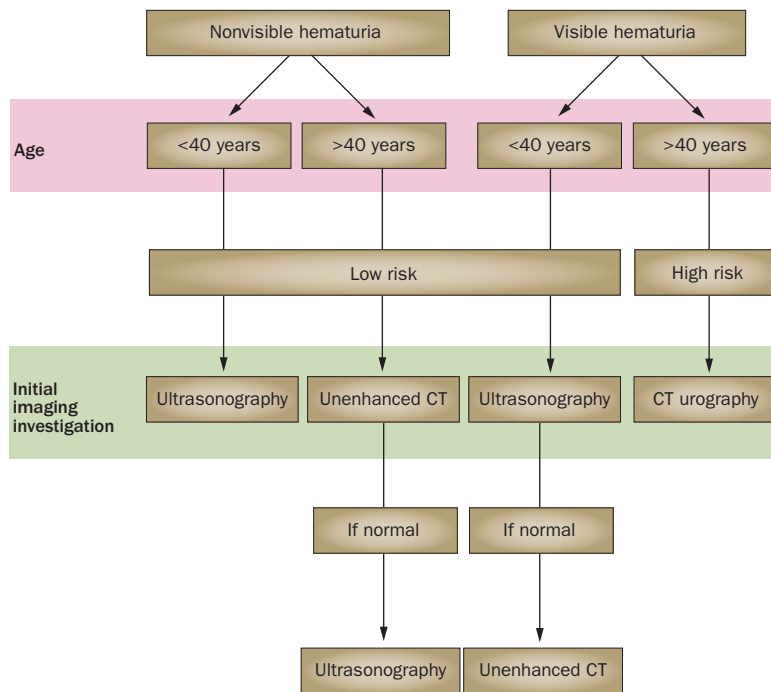 Nonvisible hematuria
Visible hematuria
Age
<40 years
>40 years
<40 years
>40 years
Low risk
High risk
Initial
imaging
investigation
Ultrasonography
Unenhanced CT
Ultrasonography
CT urography
If normal
If normal
Ultrasonography
Unenhanced CT